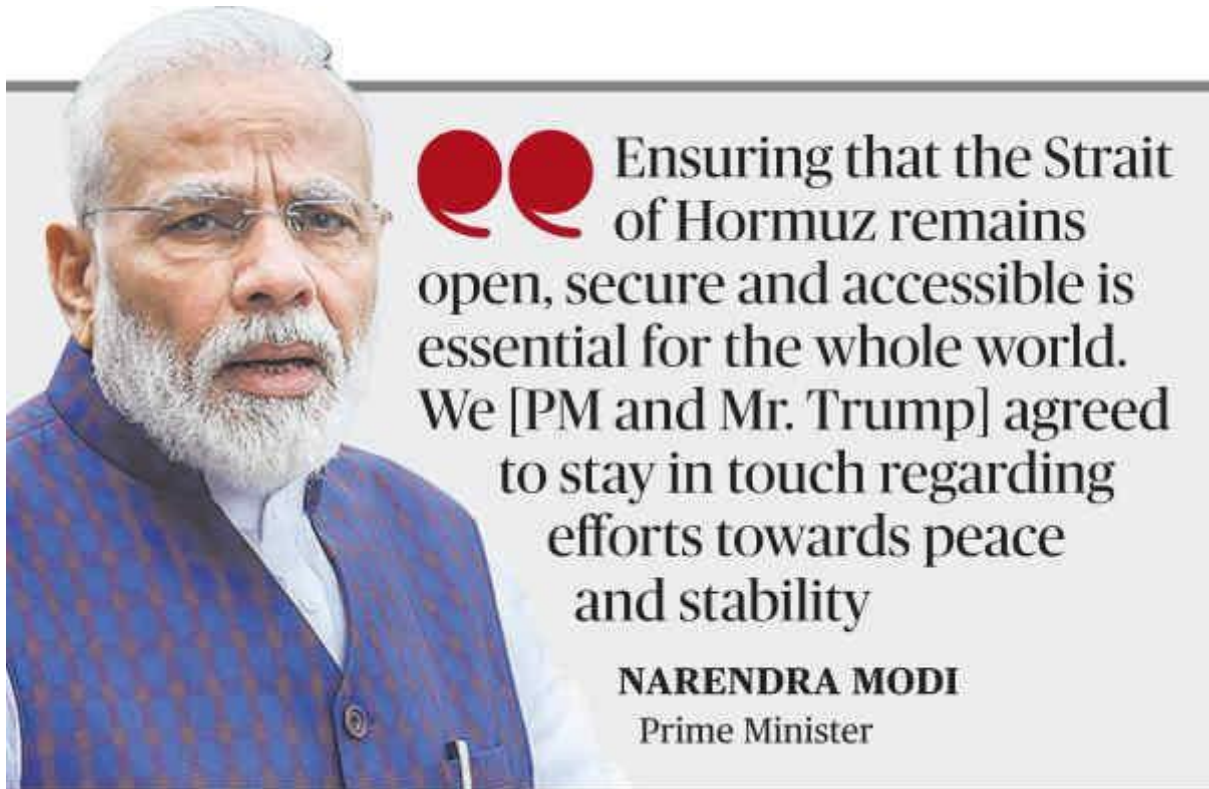 Ensuring that the Strait
of Hormuz remains
open, secure and accessible is
essential for the whole world.
We [PM and Mr. Trump] agreed
to stay in touch regarding
efforts towards peace
and stability
NARENDRA MODI
Prime Minister